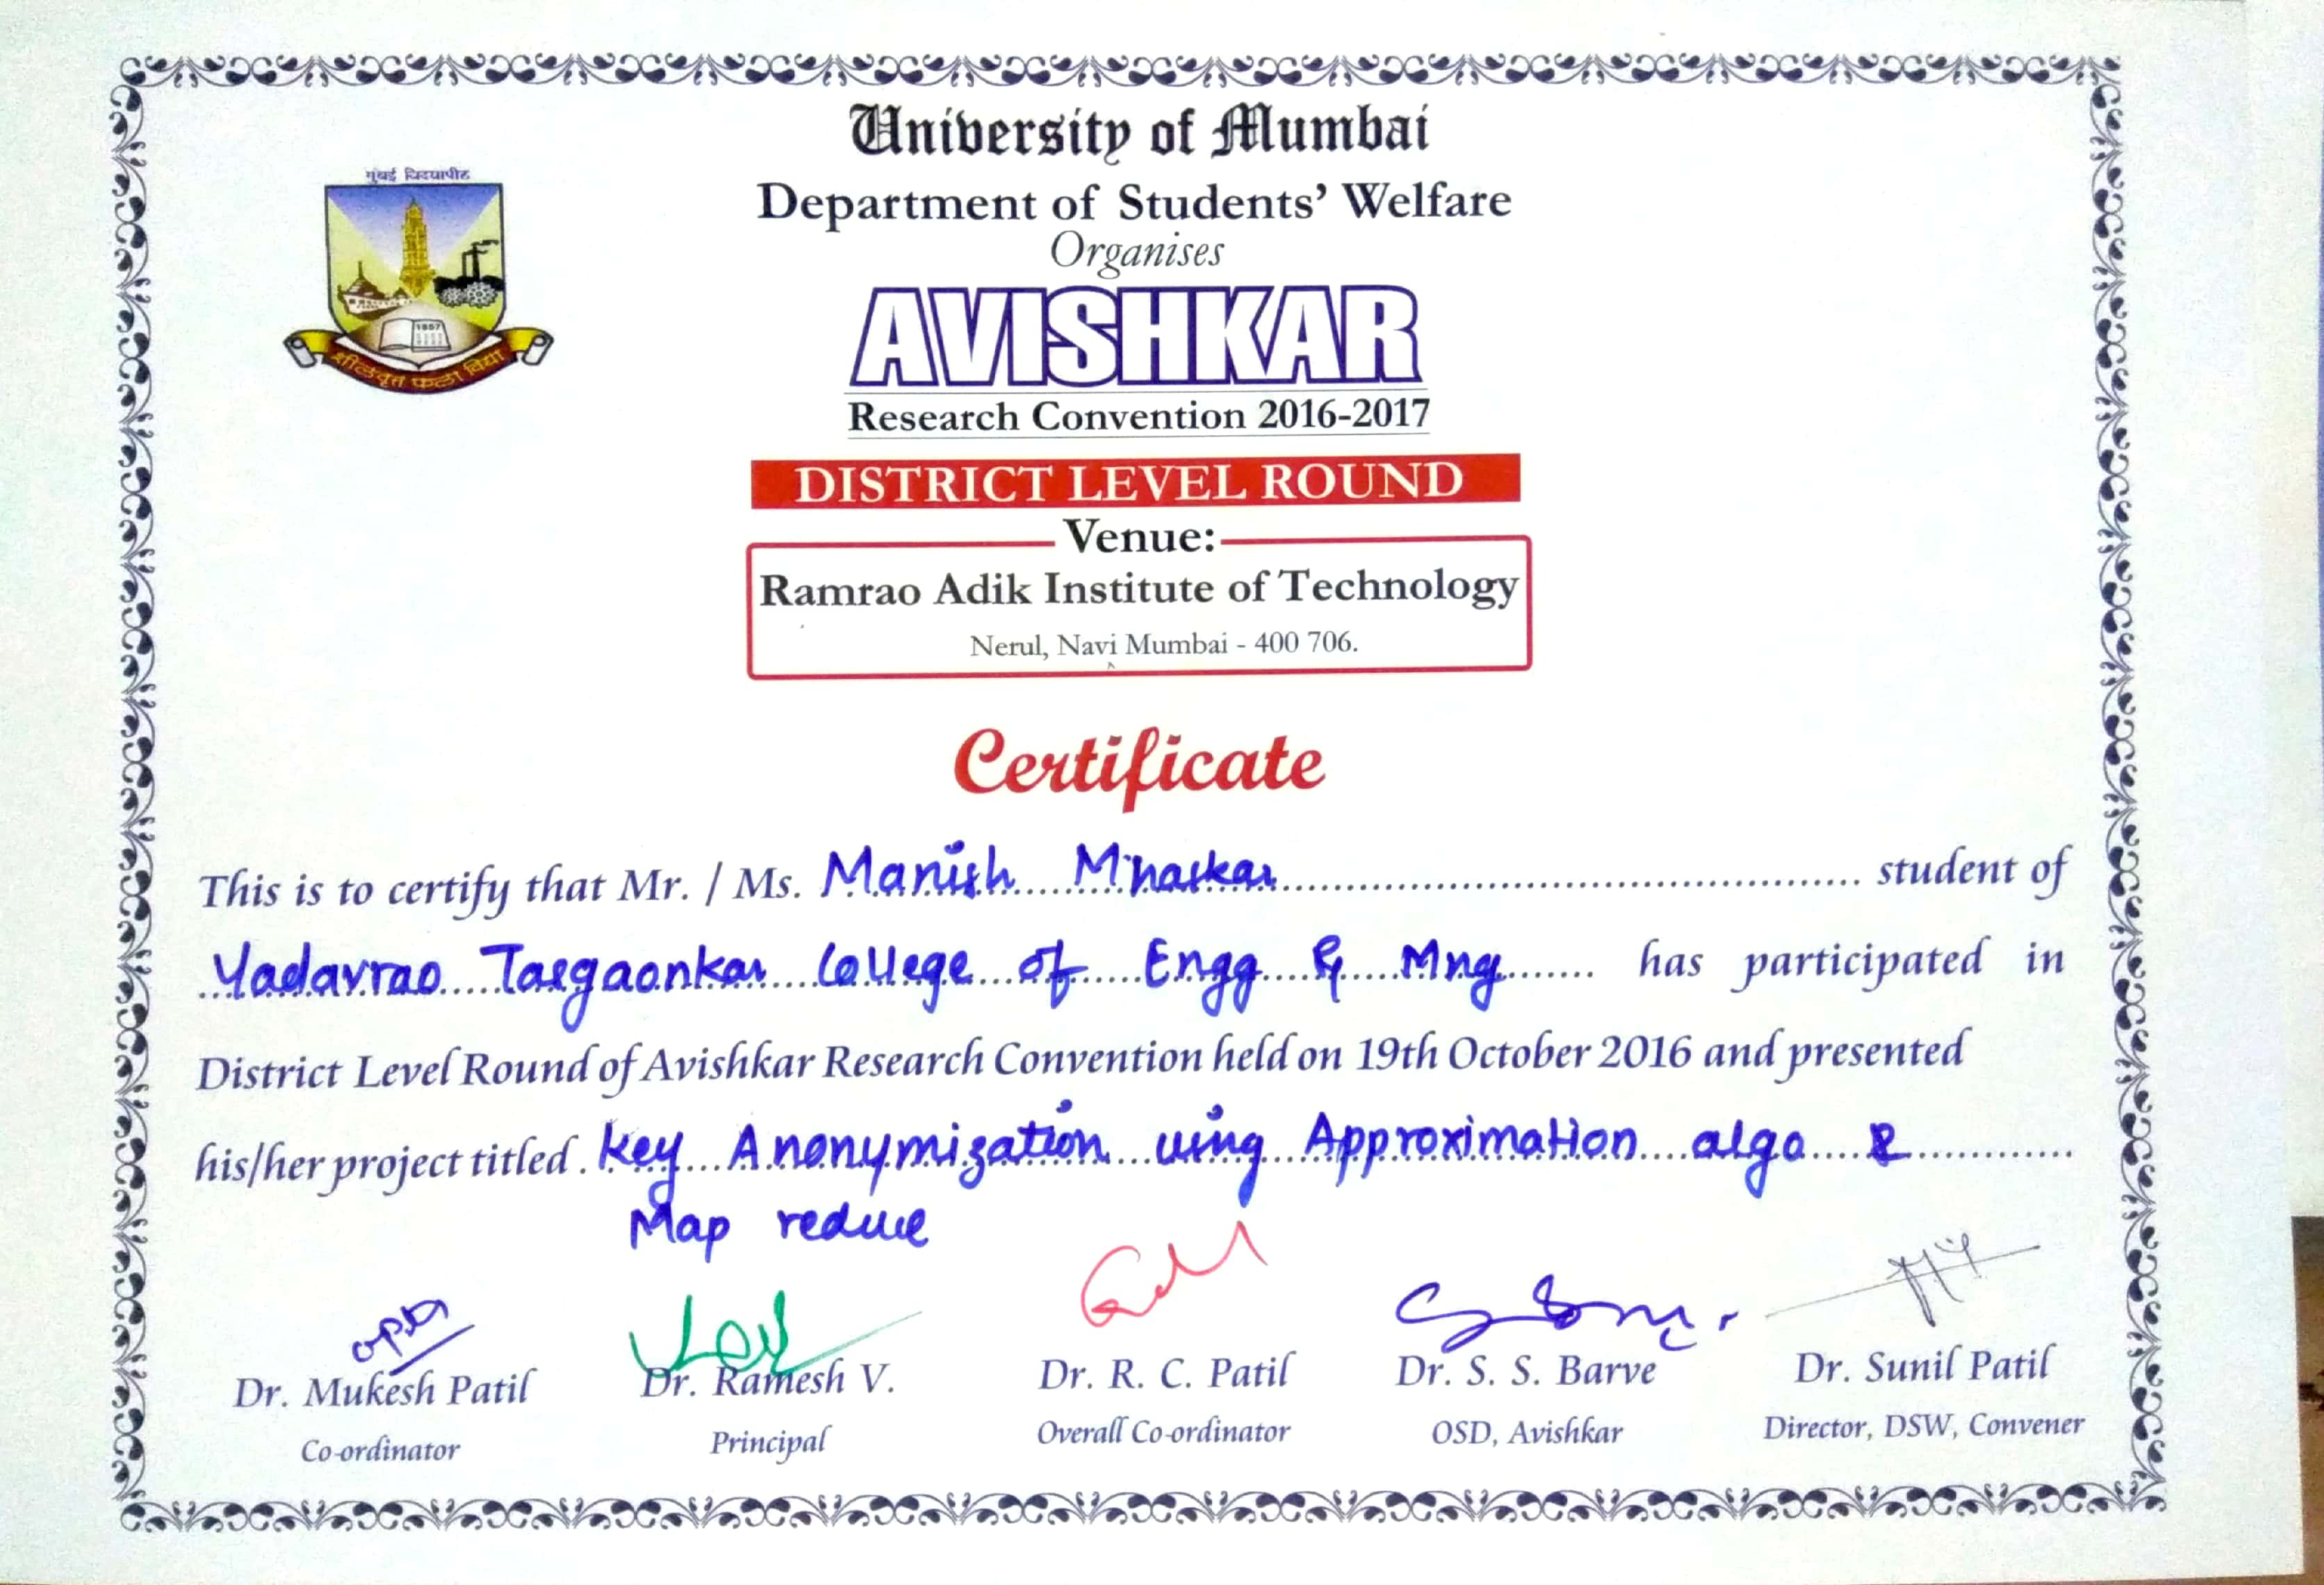 University of Mumbai
Department of Students' Welfare
Organises
मुंबई विद्यापीठ
1857
शीलवृत्त फला विद्या
AVISHKAR
Research Convention 2016-2017
DISTRICT LEVEL ROUND
Venue:
Ramrao Adik Institute of Technology
Nerul, Navi Mumbai - 400 706.
Certificate
This is to certify that Mr. / Ms. Manish Mhaskar student of
Yadavrao Tasgaonkar College of Engg & Mng has participated in
District Level Round of Avishkar Research Convention held on 19th October 2016 and presented
his/her project titled Key Anonymization using Approximation algo &
Map reduce
Dr. Mukesh Patil Dr. Ramesh V. Dr. R. C. Patil Dr. S. S. Barve Dr. Sunil Patil
Co-ordinator Principal Overall Co-ordinator OSD, Avishkar Director, DSW, Convener